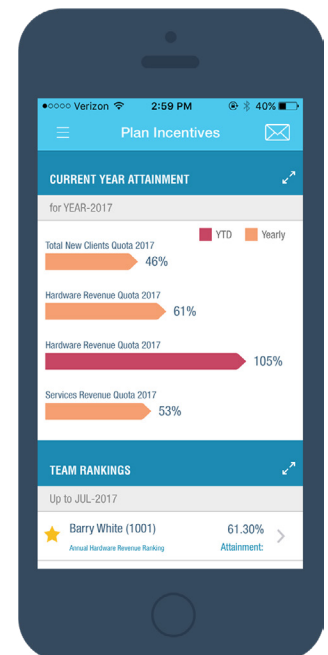 Verizon 2:59 PM 40%
Plan Incentives
CURRENT YEAR ATTAINMENT
for YEAR-2017
YTD Yearly
Total New Clients Quota 2017
46%
Hardware Revenue Quota 2017
61%
Hardware Revenue Quota 2017
105%
Services Revenue Quota 2017
53%
TEAM RANKINGS
Up to JUL-2017
Barry White (1001) 61.30%
Annual Hardware Revenue Ranking Attainment: